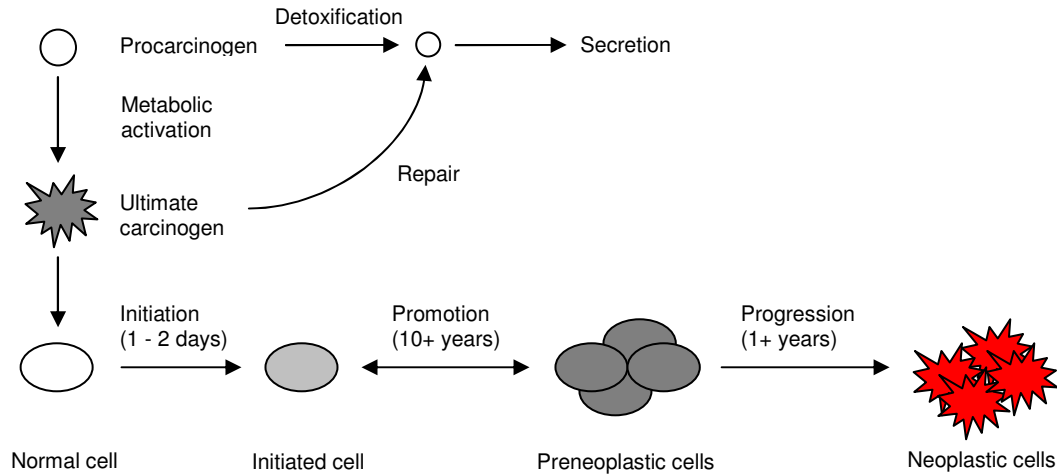 Detoxification
Procarcinogen
Secretion
Metabolic
activation
Repair
Ultimate
carcinogen
Initiation
(1 - 2 days)
Promotion
(10+ years)
Progression
(1+ years)
Normal cell
Initiated cell
Preneoplastic cells
Neoplastic cells